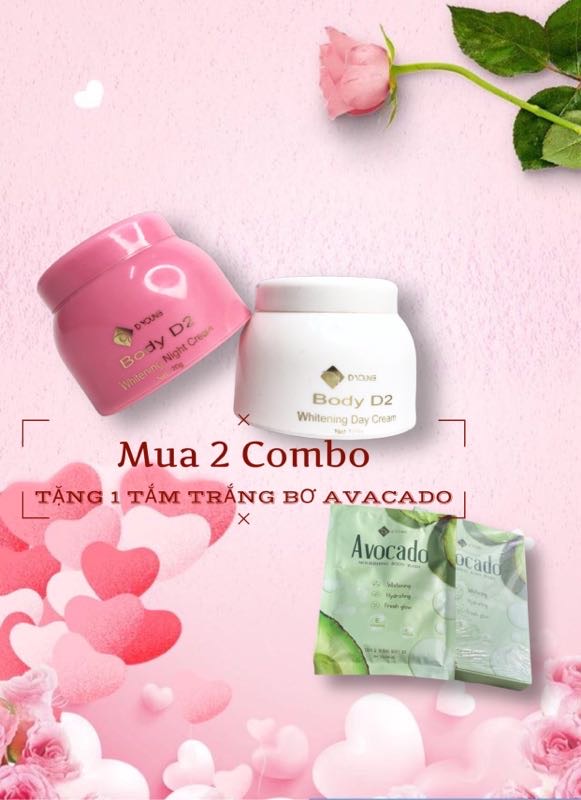 D'YOUNG
Body D2
Whitening Night Cream
D'YOUNG
Body D2
Whitening Day Cream
Mua 2 Combo
TẶNG 1 TẮM TRẮNG BƠ AVACADO
Avocado
Whitening
Hydrating
Fresh glow
ocado
Whitening
Hydrating
Fresh glow